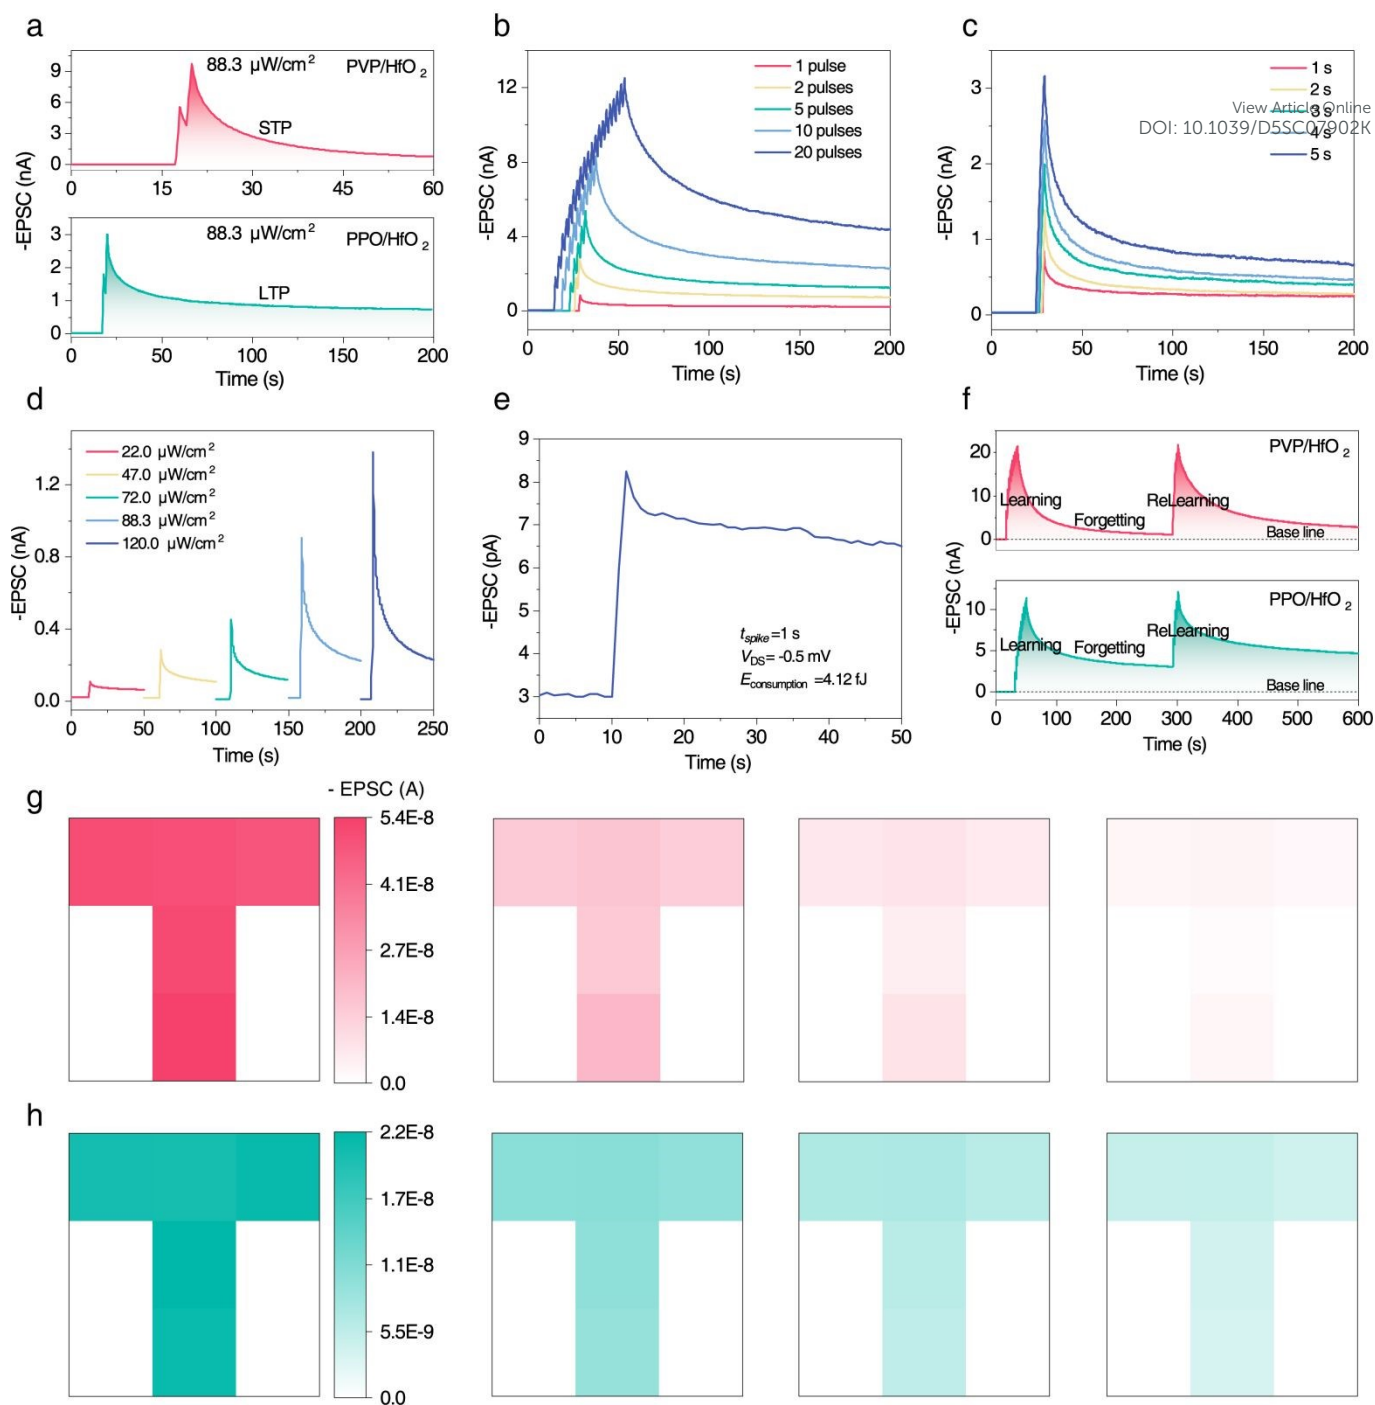 a
88.3 µW/cm²
PVP/HfO₂
9
6
3
0
STP
0 15 30 45 60
88.3 µW/cm²
PPO/HfO₂
3
2
1
0
LTP
0 50 100 150 200
-EPSC (nA)
Time (s)
b
1 pulse
2 pulses
5 pulses
10 pulses
20 pulses
12
8
4
0
0 50 100 150 200
-EPSC (nA)
Time (s)
c
1 s
2 s
3 s
4 s
5 s
View Article Online
DOI: 10.1039/D5SC07902K
3
2
1
0
0 50 100 150 200
-EPSC (nA)
Time (s)
d
22.0 µW/cm²
47.0 µW/cm²
72.0 µW/cm²
88.3 µW/cm²
120.0 µW/cm²
1.2
0.8
0.4
0.0
0 50 100 150 200 250
-EPSC (nA)
Time (s)
e
9
8
7
6
5
4
3
tspike =1 s
VDS= -0.5 mV
Econsumption =4.12 fJ
0 10 20 30 40 50
-EPSC (pA)
Time (s)
f
PVP/HfO₂
20
10
0
Learning
Forgetting
ReLearning
Base line
PPO/HfO₂
10
5
0
Learning
Forgetting
ReLearning
Base line
0 100 200 300 400 500 600
-EPSC (nA)
Time (s)
g
- EPSC (A)
5.4E-8
4.1E-8
2.7E-8
1.4E-8
0.0
h
2.2E-8
1.7E-8
1.1E-8
5.5E-9
0.0